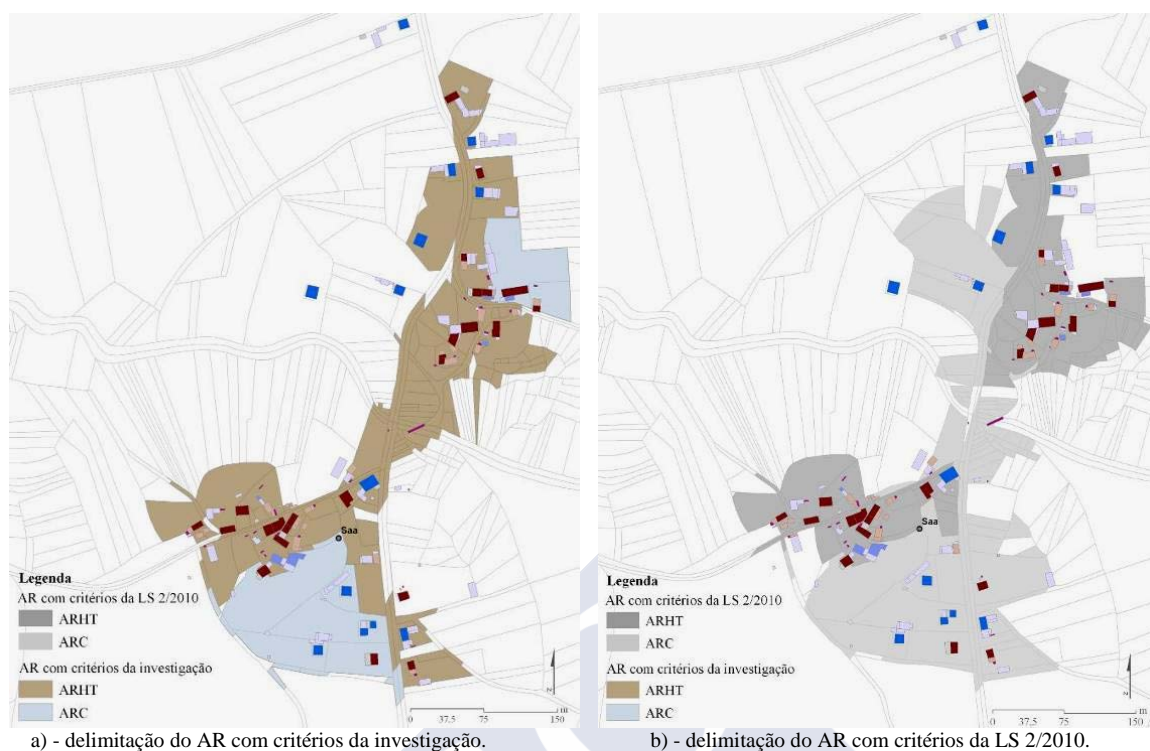 Saa
Legenda
AR com critérios da LS 2/2010
ARHT
ARC
AR com critérios da investigação
ARHT
ARC
N
m
0 37,5 75 150
a) - delimitação do AR com critérios da investigação.
Saa
Legenda
AR com critérios da LS 2/2010
ARHT
ARC
AR com critérios da investigação
ARHT
ARC
N
m
0 37,5 75 150
b) - delimitação do AR com critérios da LS 2/2010.